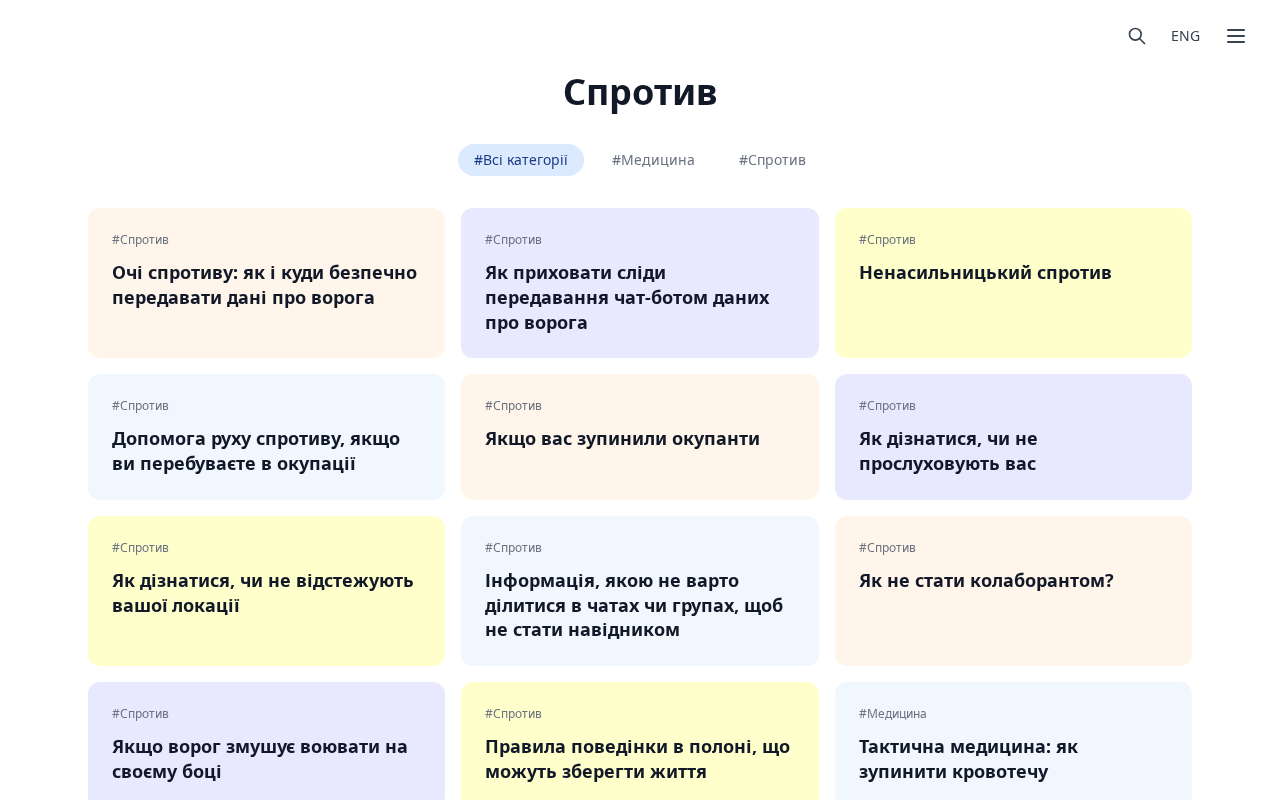 ENG
Спротив
#Всі категорії
#Медицина
#Спротив
#Спротив
Очі спротиву: як і куди безпечно
передавати дані про ворога
#Спротив
Як приховати сліди
передавання чат-ботом даних
про ворога
#Спротив
Ненасильницький спротив
#Спротив
Допомога руху спротиву, якщо
ви перебуваєте в окупації
#Спротив
Якщо вас зупинили окупанти
#Спротив
Як дізнатися, чи не
прослуховують вас
#Спротив
Як дізнатися, чи не відстежують
вашої локації
#Спротив
Інформація, якою не варто
ділитися в чатах чи групах, щоб
не стати навідником
#Спротив
Як не стати колаборантом?
#Спротив
Якщо ворог змушує воювати на
своєму боці
#Спротив
Правила поведінки в полоні, що
можуть зберегти життя
#Медицина
Тактична медицина: як
зупинити кровотечу